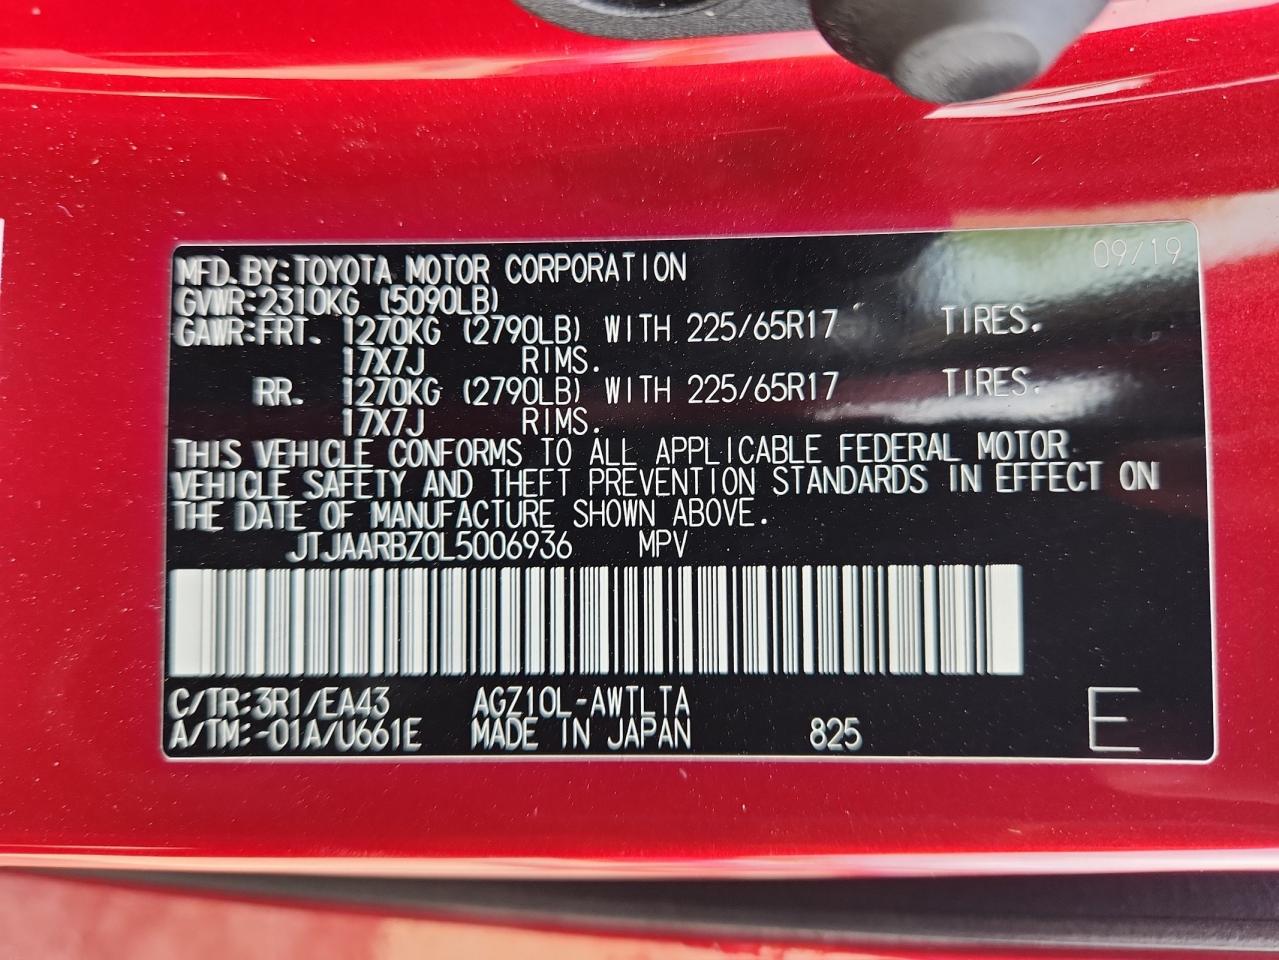 09/19
MFD.BY:TOYOTA MOTOR CORPORATION
GVWR:2310KG (5090LB)
GAWR:FRT. 1270KG (2790LB) WITH 225/65R17 TIRES.
17X7J RIMS.
RR. 1270KG (2790LB) WITH 225/65R17 TIRES.
17X7J RIMS.
THIS VEHICLE CONFORMS TO ALL APPLICABLE FEDERAL MOTOR
VEHICLE SAFETY AND THEFT PREVENTION STANDARDS IN EFFECT ON
THE DATE OF MANUFACTURE SHOWN ABOVE.
JTJAARBZ0L5006936 MPV
C/TR:3R1/EA43 AGZ10L-AWTLTA
A/TM:-01A/U661E MADE IN JAPAN 825 E